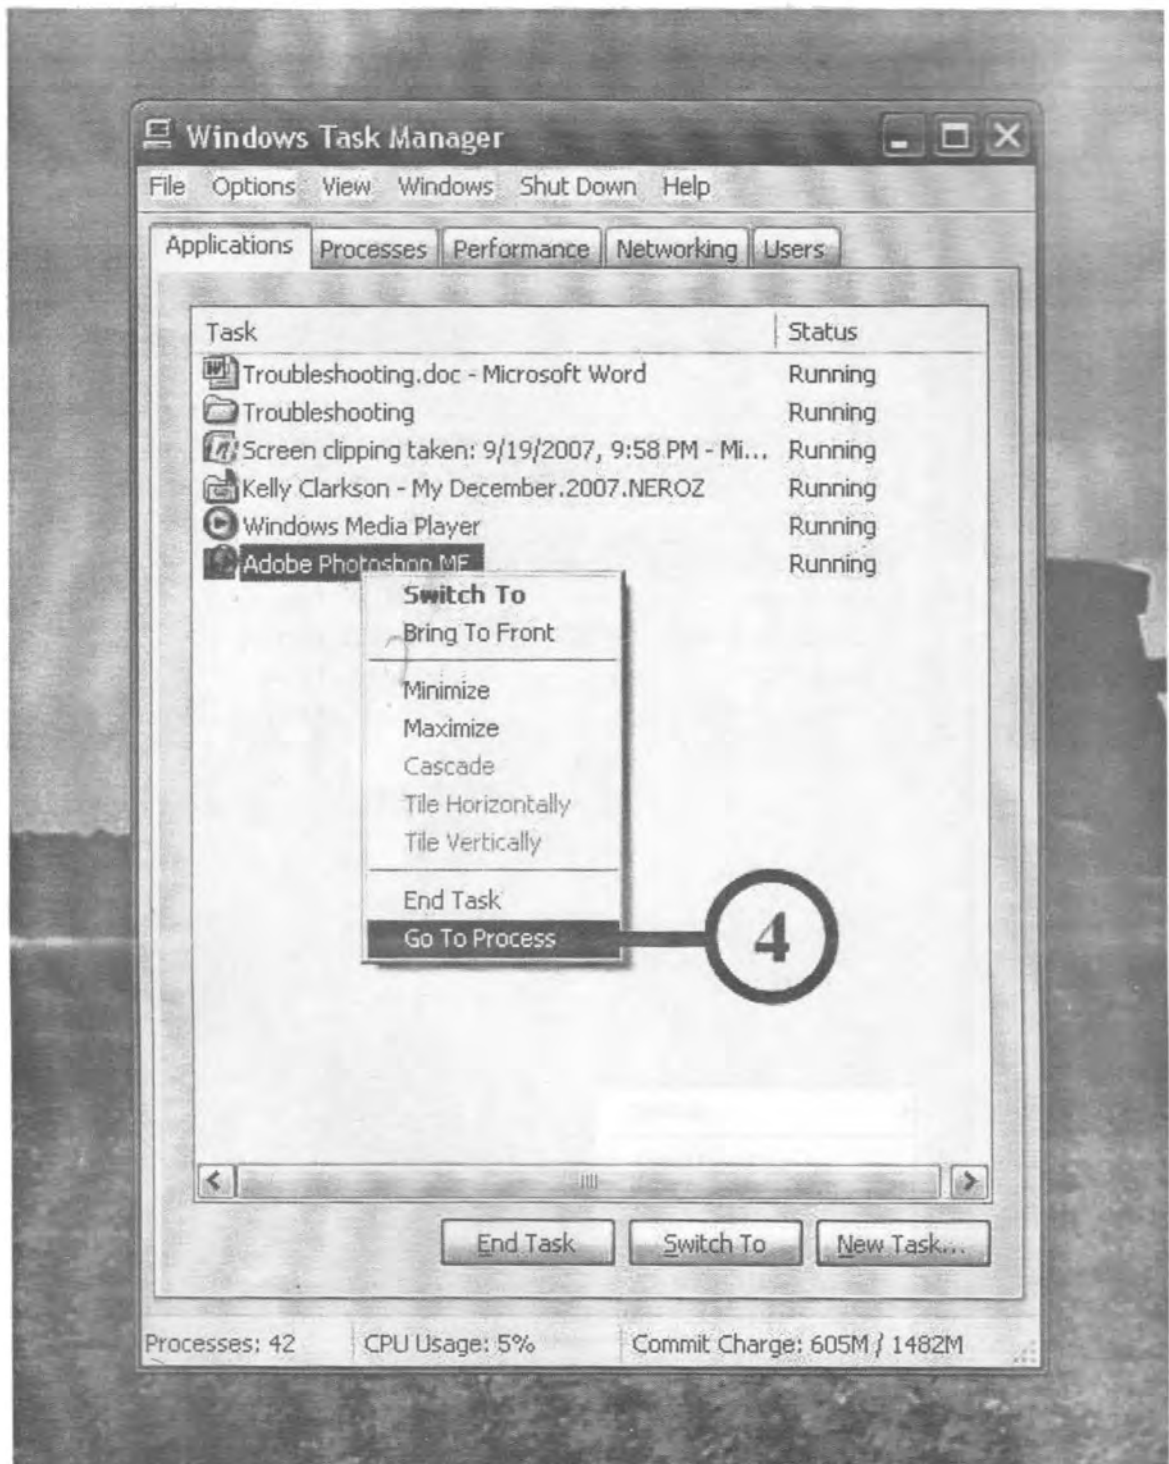 Windows Task Manager
File Options View Windows Shut Down Help
Applications Processes Performance Networking Users
Task Status
Troubleshooting.doc - Microsoft Word Running
Troubleshooting Running
Screen clipping taken: 9/19/2007, 9:58 PM - Mi... Running
Kelly Clarkson - My December.2007.NEROZ Running
Windows Media Player Running
Adobe Photoshop ME Running
Switch To
Bring To Front
Minimize
Maximize
Cascade
Tile Horizontally
Tile Vertically
End Task
Go To Process 4
End Task Switch To New Task...
Processes: 42 CPU Usage: 5% Commit Charge: 605M / 1482M